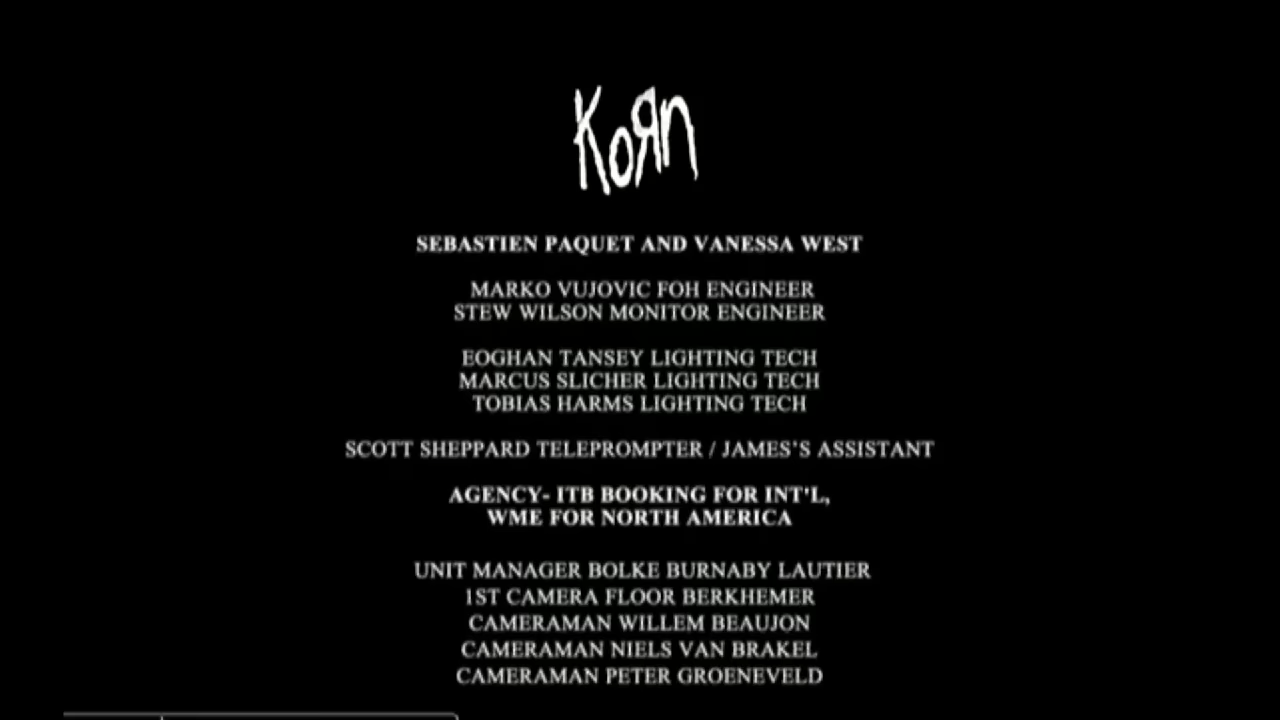 KoЯn
SEBASTIEN PAQUET AND VANESSA WEST
MARKO VUJOVIC FOH ENGINEER
STEW WILSON MONITOR ENGINEER
EOGHAN TANSEY LIGHTING TECH
MARCUS SLICHER LIGHTING TECH
TOBIAS HARMS LIGHTING TECH
SCOTT SHEPPARD TELEPROMPTER / JAMES'S ASSISTANT
AGENCY- ITB BOOKING FOR INT'L,
WME FOR NORTH AMERICA
UNIT MANAGER BOLKE BURNABY LAUTIER
1ST CAMERA FLOOR BERKHEMER
CAMERAMAN WILLEM BEAUJON
CAMERAMAN NIELS VAN BRAKEL
CAMERAMAN PETER GROENEVELD